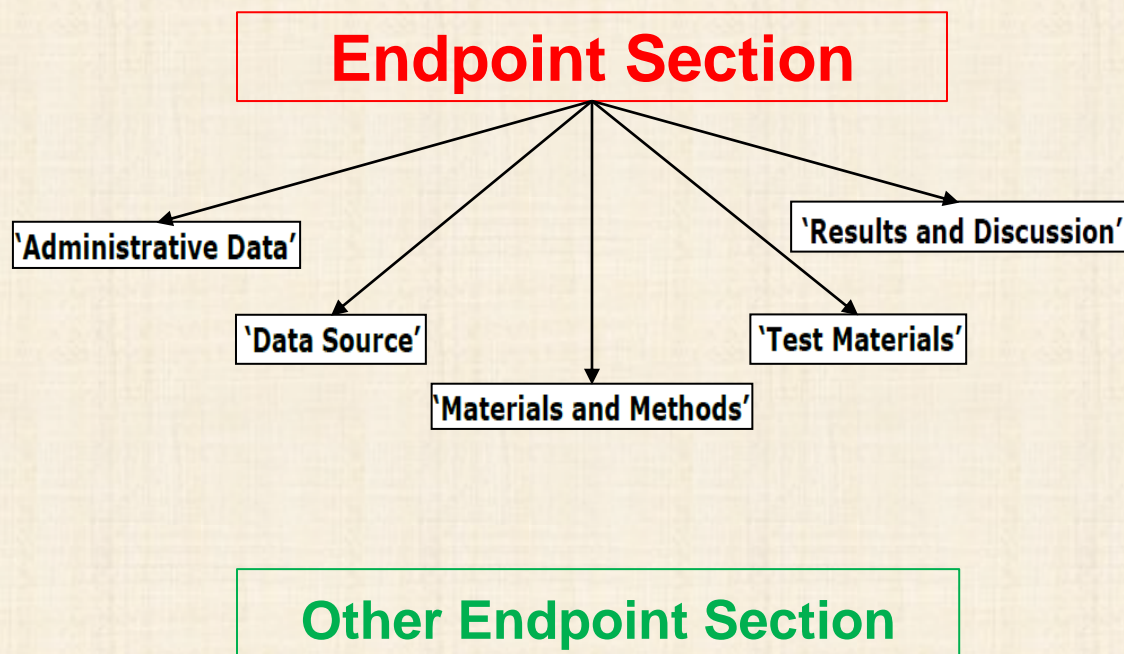 Endpoint Section
‘Results and Discussion’
‘Administrative Data’
‘Data Source’
‘Test Materials’
‘Materials and Methods’
Other Endpoint Section